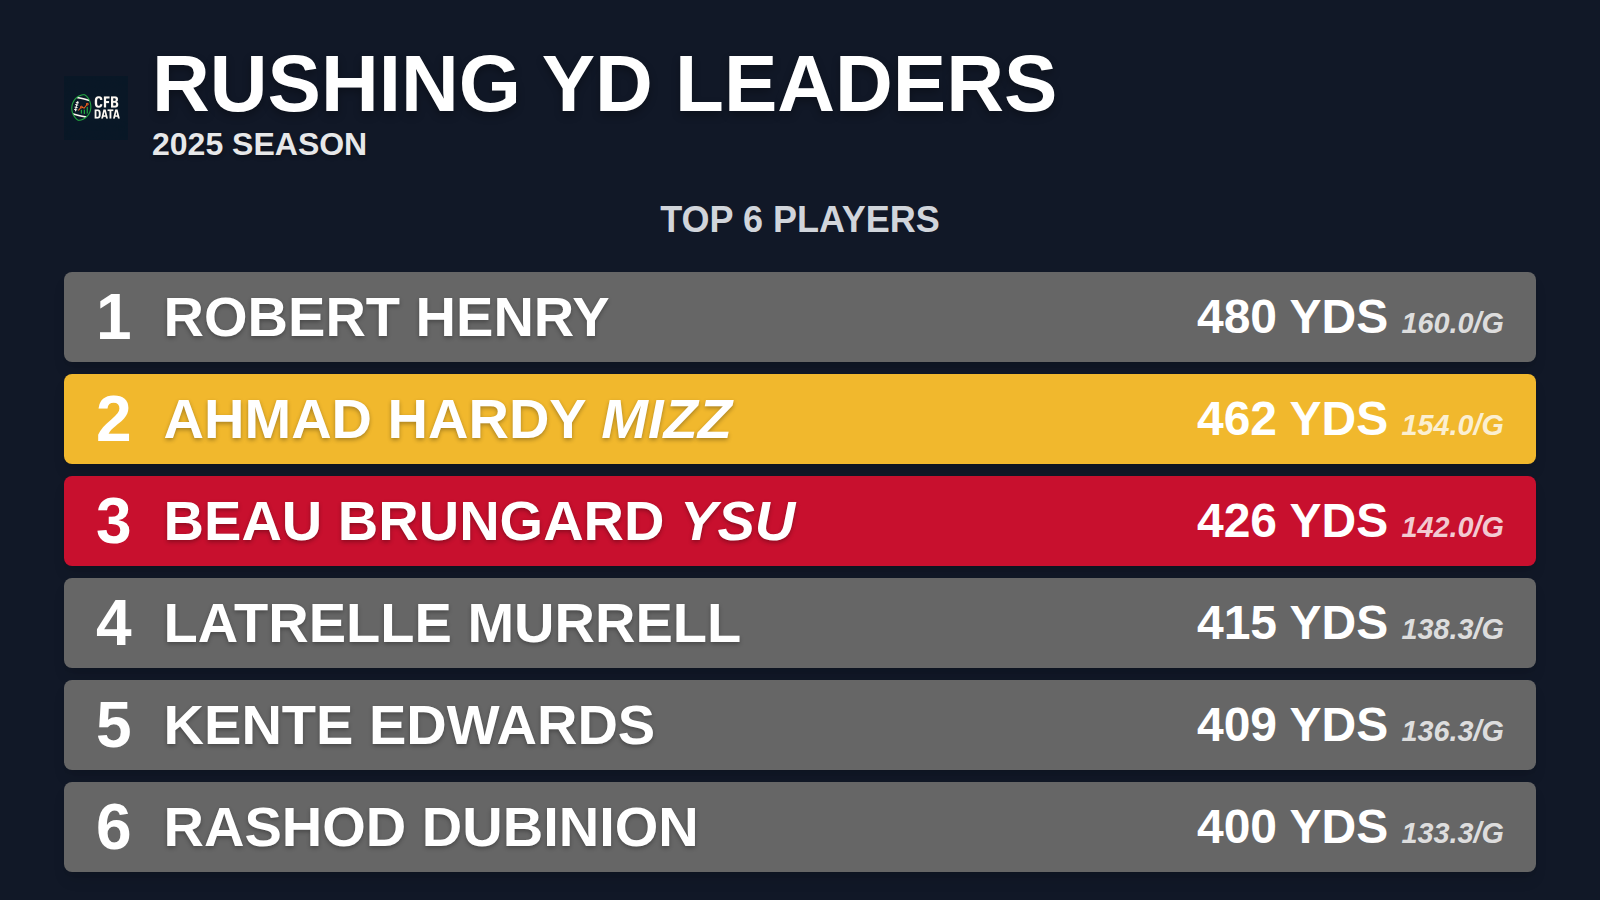 CFB
DATA
RUSHING YD LEADERS
2025 SEASON
TOP 6 PLAYERS
1 ROBERT HENRY 480 YDS 160.0/G
2 AHMAD HARDY MIZZ 462 YDS 154.0/G
3 BEAU BRUNGARD YSU 426 YDS 142.0/G
4 LATRELLE MURRELL 415 YDS 138.3/G
5 KENTE EDWARDS 409 YDS 136.3/G
6 RASHOD DUBINION 400 YDS 133.3/G